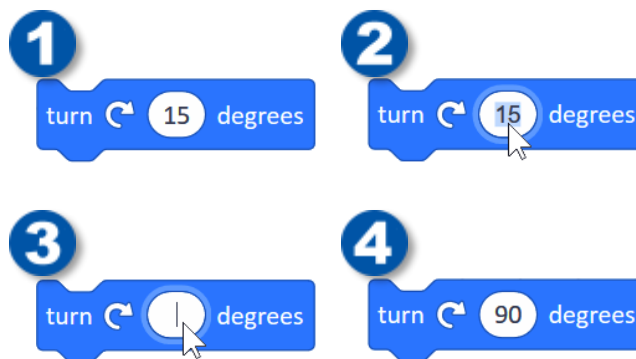 1
turn 15 degrees
2
turn 15 degrees
3
turn degrees
4
turn 90 degrees